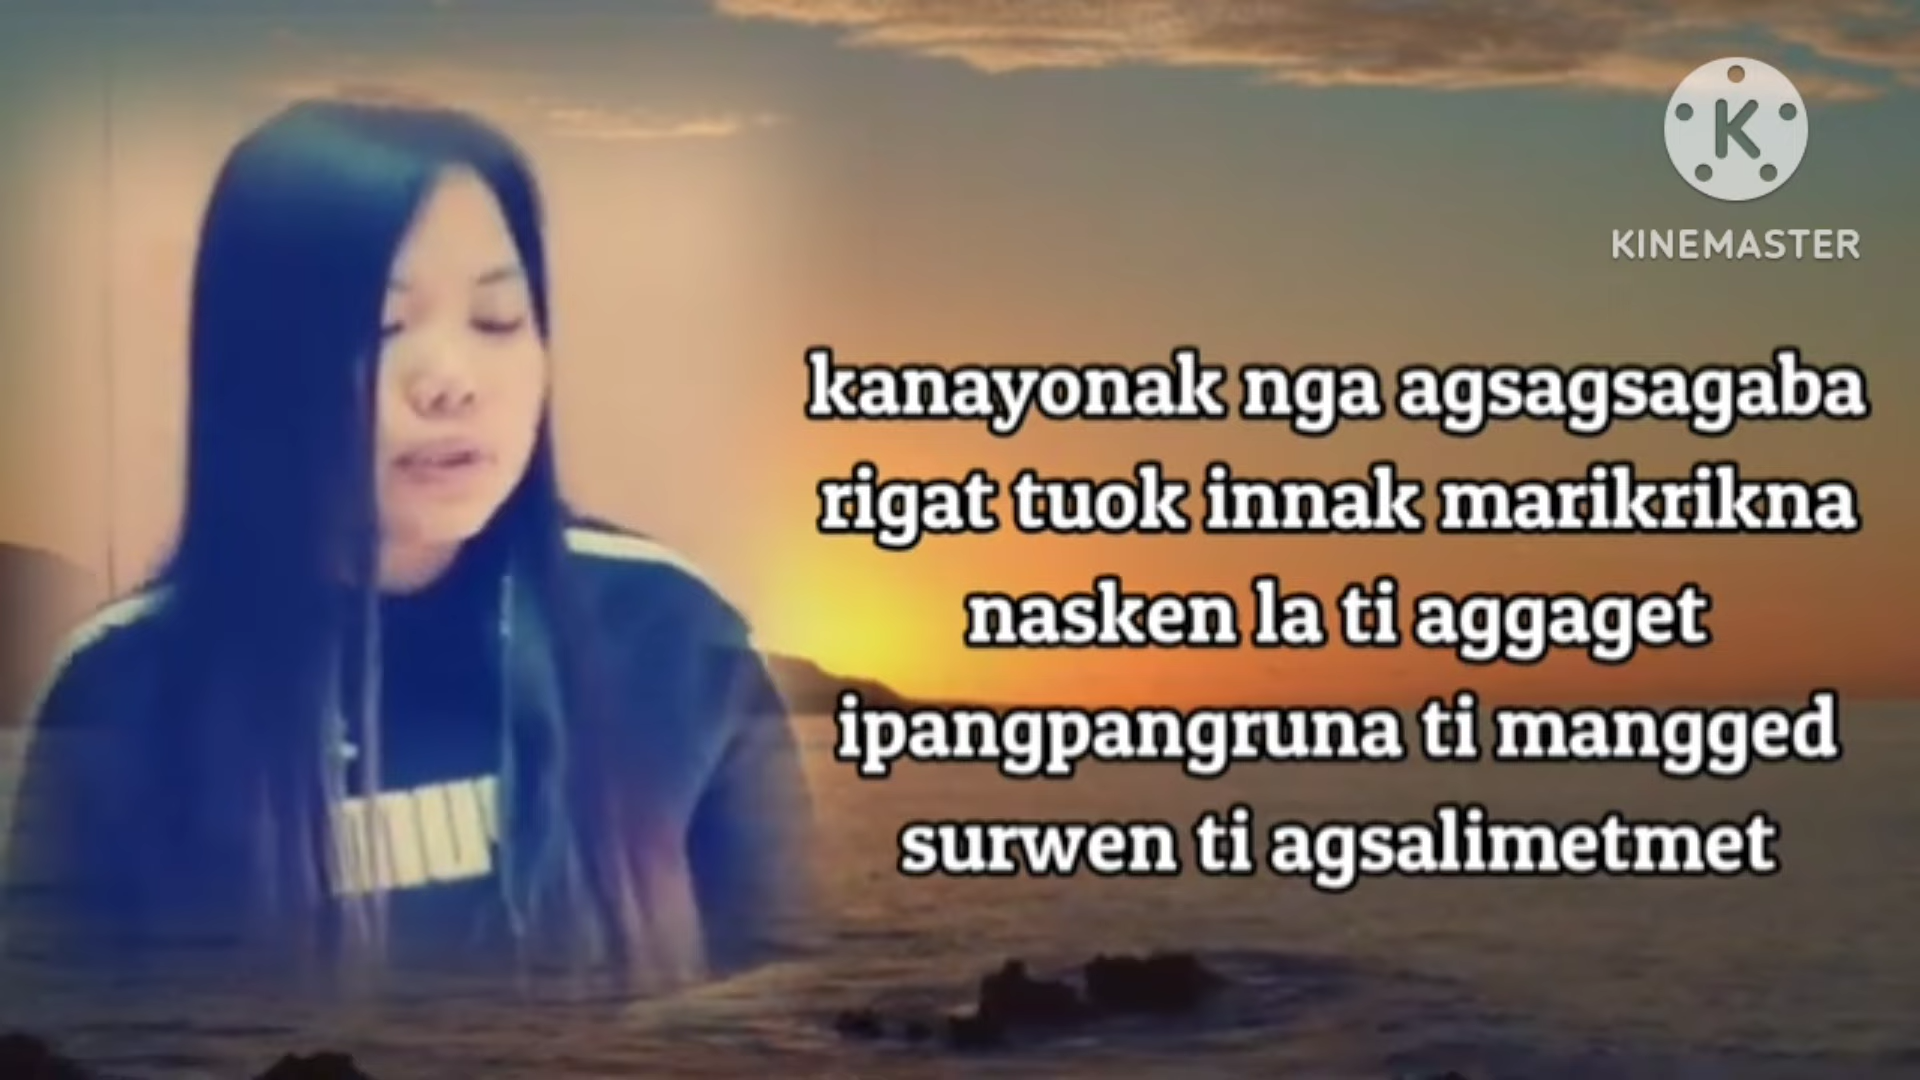 KINEMASTER
kanayonak nga agsagsagaba
rigat tuok innak marikrikna
nasken la ti aggaget
ipangpangruna ti mangged
surwen ti agsalimetmet